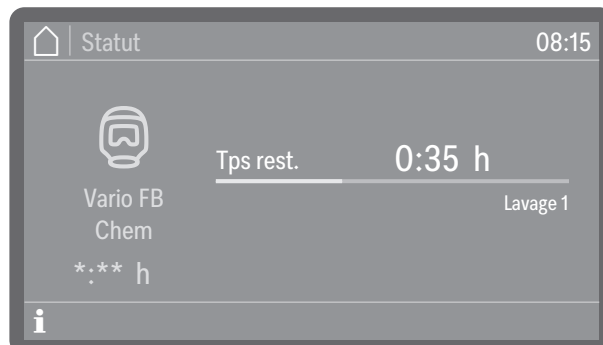 Statut 08:15
Tps rest. 0:35 h
Vario FB
Chem
Lavage 1
*:** h
i